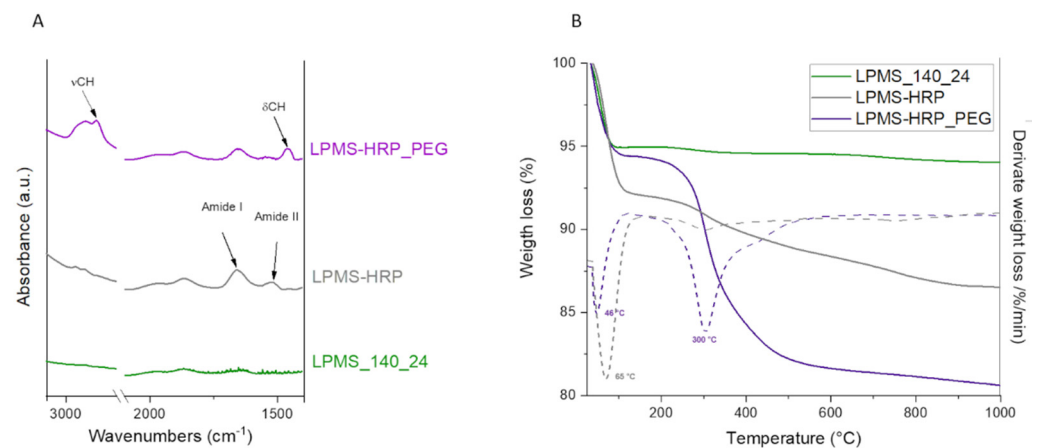 A
νCH
δCH
LPMS-HRP_PEG
Amide I
Amide II
LPMS-HRP
LPMS_140_24
Absorbance (a.u.)
3000
2000
1500
Wavenumbers (cm⁻¹)
B
LPMS_140_24
LPMS-HRP
LPMS-HRP_PEG
100
95
90
85
80
Weigth loss (%)
46 °C
65 °C
300 °C
Derivate weight loss /%/min)
200
400
600
800
1000
Temperature (°C)